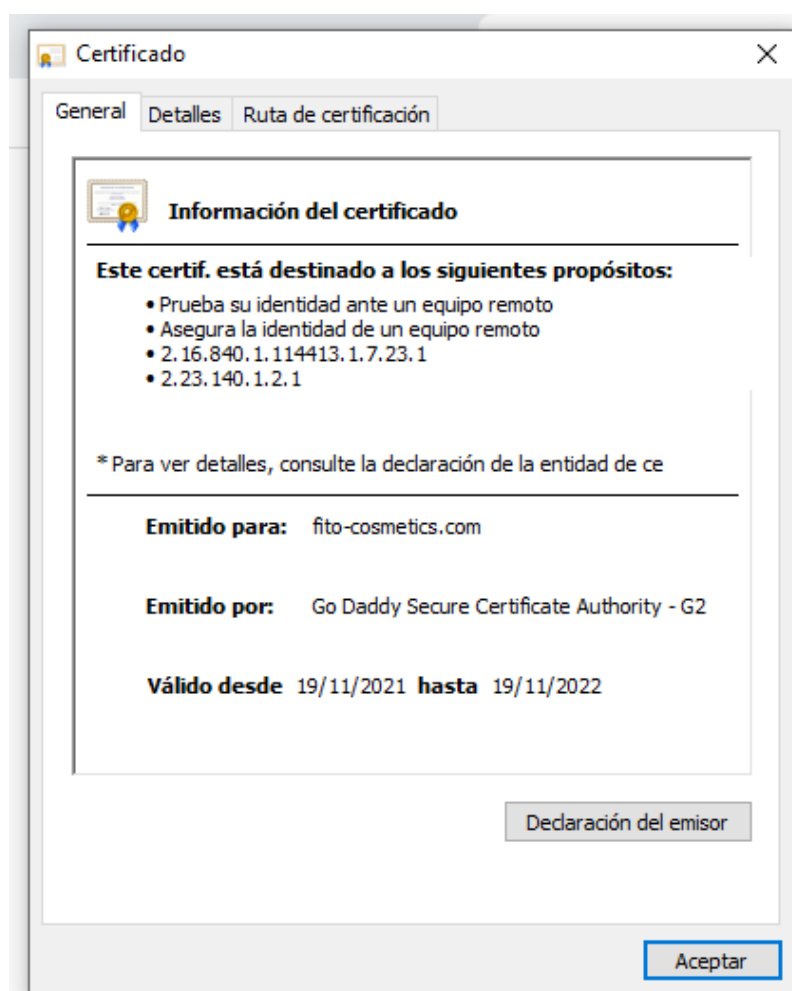 Certificado
General Detalles Ruta de certificación
Información del certificado
Este certif. está destinado a los siguientes propósitos:
• Prueba su identidad ante un equipo remoto
• Asegura la identidad de un equipo remoto
• 2.16.840.1.114413.1.7.23.1
• 2.23.140.1.2.1
* Para ver detalles, consulte la declaración de la entidad de ce
Emitido para: fito-cosmetics.com
Emitido por: Go Daddy Secure Certificate Authority - G2
Válido desde 19/11/2021 hasta 19/11/2022
Declaración del emisor
Aceptar